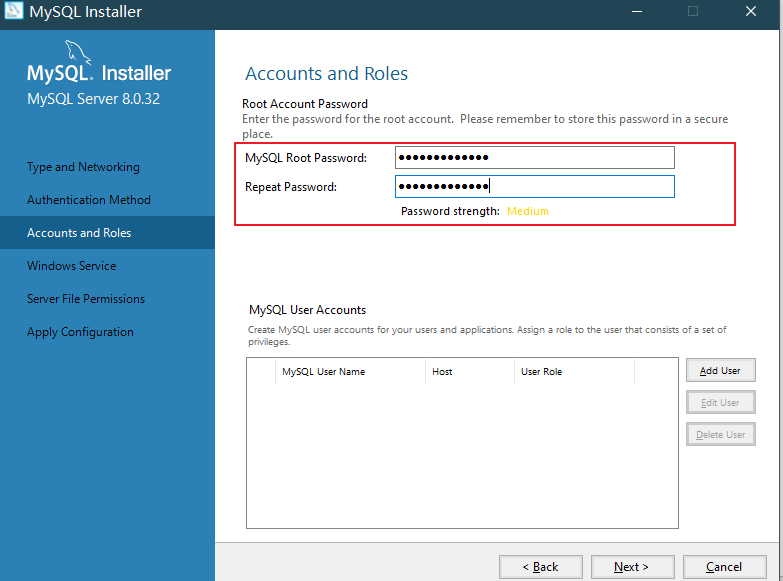 MySQL Installer
MySQL. Installer
MySQL Server 8.0.32
Type and Networking
Authentication Method
Accounts and Roles
Windows Service
Server File Permissions
Apply Configuration
Accounts and Roles
Root Account Password
Enter the password for the root account. Please remember to store this password in a secure
place.
MySQL Root Password: ●●●●●●●●●●●●●
Repeat Password: ●●●●●●●●●●●●●
Password strength: Medium
MySQL User Accounts
Create MySQL user accounts for your users and applications. Assign a role to the user that consists of a set of
privileges.
MySQL User Name Host User Role
Add User
Edit User
Delete User
< Back Next > Cancel